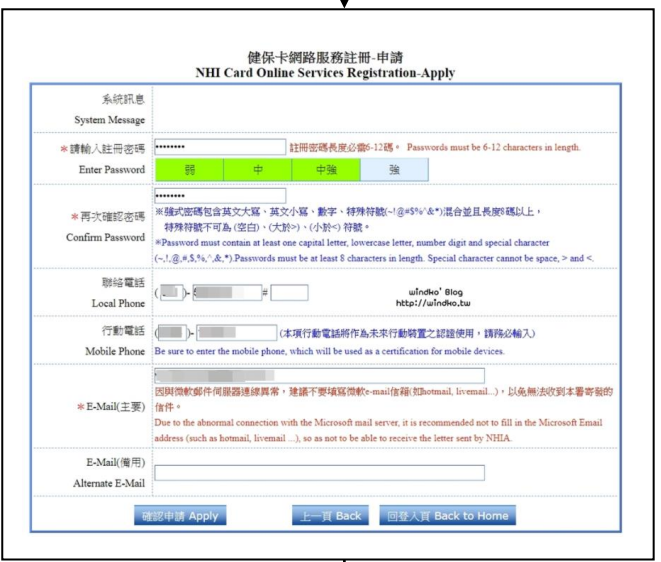 健保卡網路服務註冊-申請
NHI Card Online Services Registration-Apply
系統訊息
System Message
*請輸入註冊密碼
Enter Password
••••••••
註冊密碼長度必需6-12碼。 Passwords must be 6-12 characters in length.
弱 中 中強 強
*再次確認密碼
Confirm Password
••••••••
※強式密碼包含英文大寫、英文小寫、數字、特殊符號(~!@#$%^&*)混合並且長度8碼以上，
特殊符號不可為 (空白)、(大於>)、(小於<) 符號。
※Password must contain at least one capital letter, lowercase letter, number digit and special character
(~,!,@,#,$,%,^,&,*).Passwords must be at least 8 characters in length. Special character cannot be space, > and <.
聯絡電話
Local Phone
( )- #
windko' Blog
http://windko.tw
行動電話
Mobile Phone
( )- (本項行動電話將作為未來行動裝置之認證使用，請務必輸入)
Be sure to enter the mobile phone, which will be used as a certification for mobile devices.
*E-Mail(主要)
因與微軟郵件伺服器連線異常，建議不要填寫微軟e-mail信箱(如hotmail, livemail...)，以免無法收到本署寄發的
信件。
Due to the abnormal connection with the Microsoft mail server, it is recommended not to fill in the Microsoft Email
address (such as hotmail, livemail ...), so as not to be able to receive the letter sent by NHIA.
E-Mail(備用)
Alternate E-Mail
確認申請 Apply
上一頁 Back
回登入頁 Back to Home